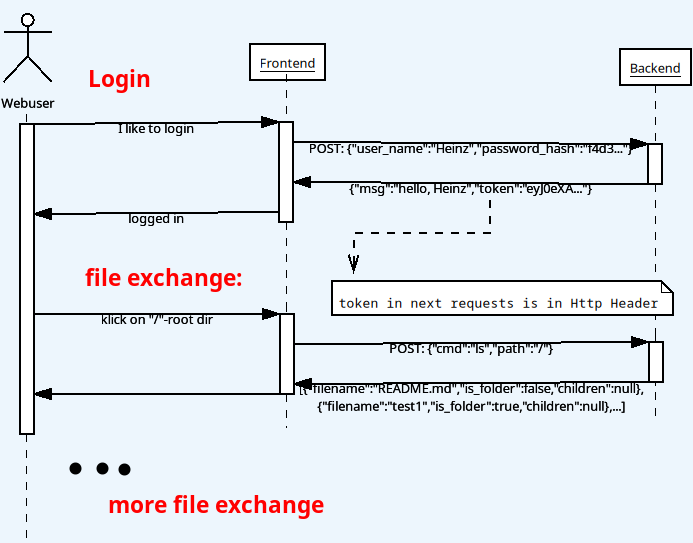 Login
Frontend
Backend
Webuser
I like to login
POST: {"user_name":"Heinz","password_hash":"f4d3..."}
{"msg":"hello, Heinz","token":"eyJ0eXA..."}
logged in
file exchange:
token in next requests is in Http Header
klick on "/"-root dir
POST: {"cmd":"ls","path":"/"}
[{"filename":"README.md","is_folder":false,"children":null},
{"filename":"test1","is_folder":true,"children":null},...]
more file exchange